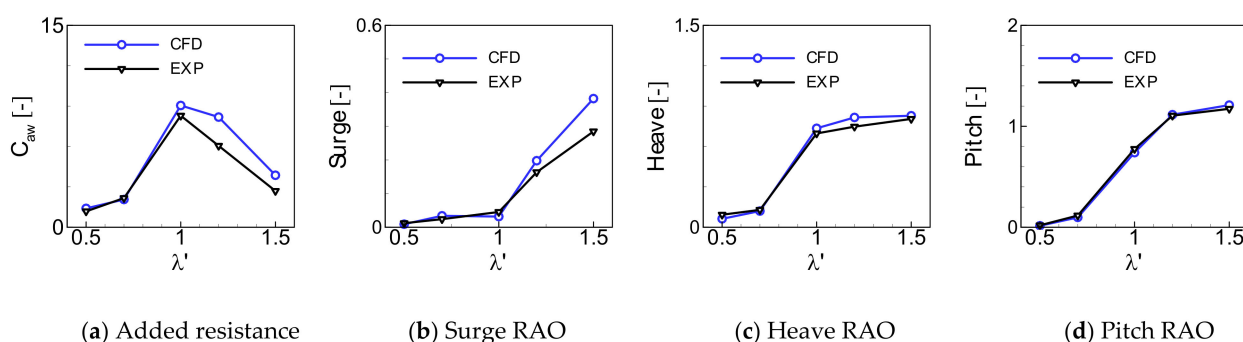 15
CFD
EXP
C_aw [-]
0
0.5
1
1.5
λ'
(a) Added resistance
0.6
CFD
EXP
Surge [-]
0
0.5
1
1.5
λ'
(b) Surge RAO
1.5
CFD
EXP
Heave [-]
0
0.5
1
1.5
λ'
(c) Heave RAO
2
CFD
EXP
Pitch [-]
1
0
0.5
1
1.5
λ'
(d) Pitch RAO